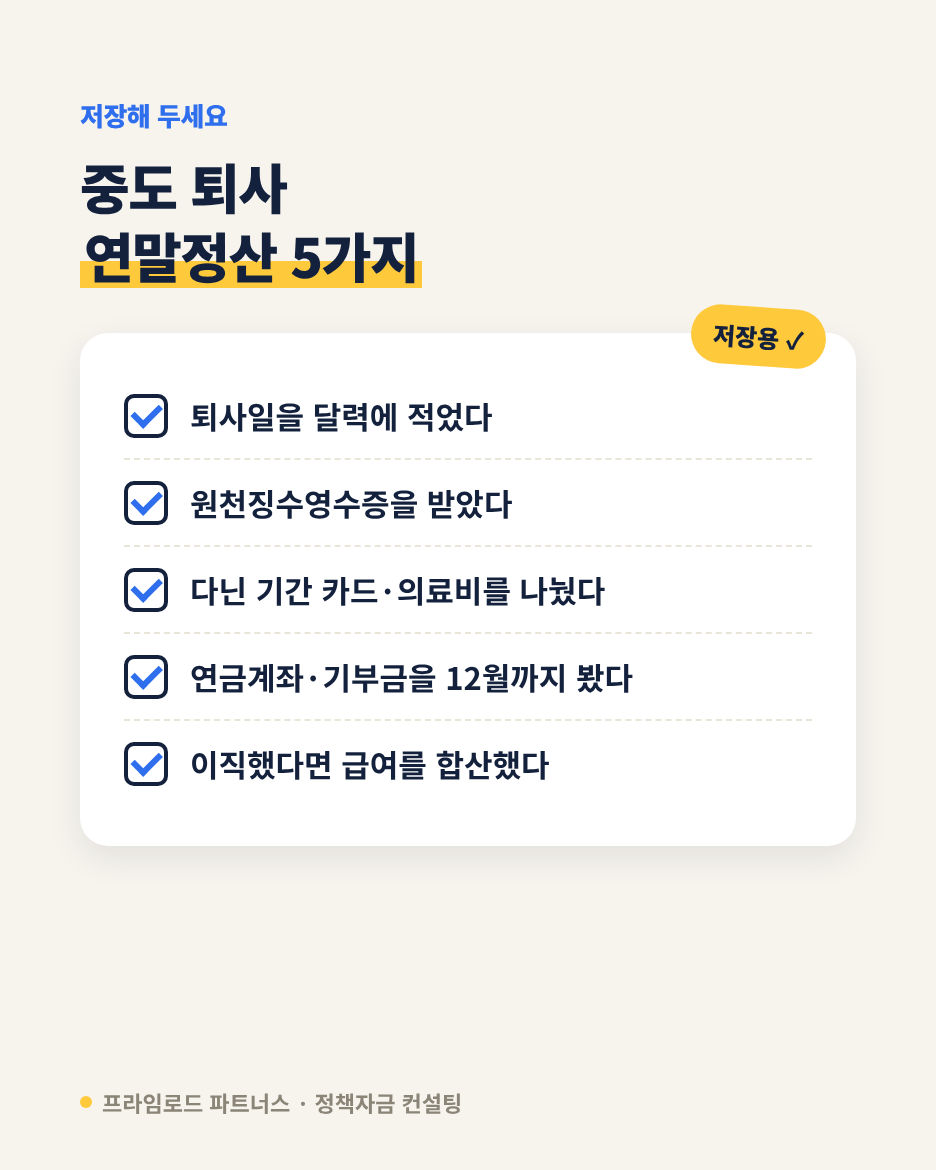 저장해 두세요
중도 퇴사
연말정산 5가지
저장용 ✓
퇴사일을 달력에 적었다
원천징수영수증을 받았다
다닌 기간 카드·의료비를 나눴다
연금계좌·기부금을 12월까지 봤다
이직했다면 급여를 합산했다
프라임로드 파트너스 · 정책자금 컨설팅